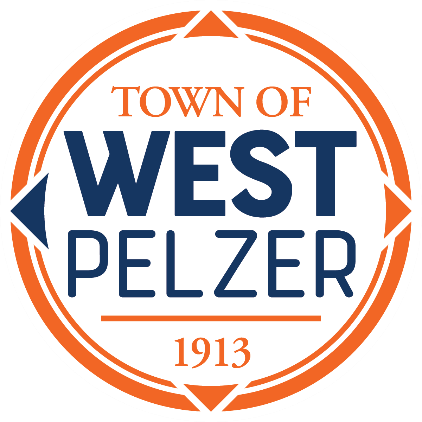 TOWN OF
WEST
PELZER
1913